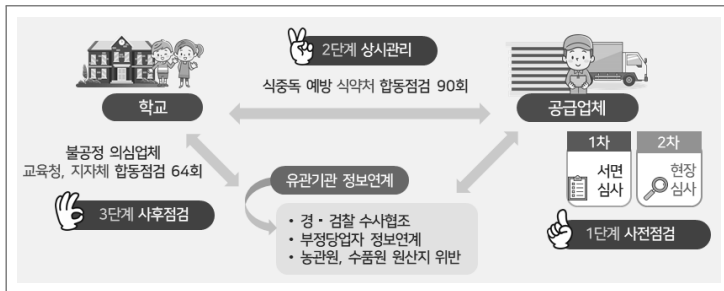 2단계 상시관리
식중독 예방 식약처 합동점검 90회
학교
공급업체
불공정 의심업체
교육청, 지자체 합동점검 64회
3단계 사후점검
유관기관 정보연계
• 경・검찰 수사협조
• 부정당업자 정보연계
• 농관원, 수품원 원산지 위반
1차
서면
심사
2차
현장
심사
1단계 사전점검